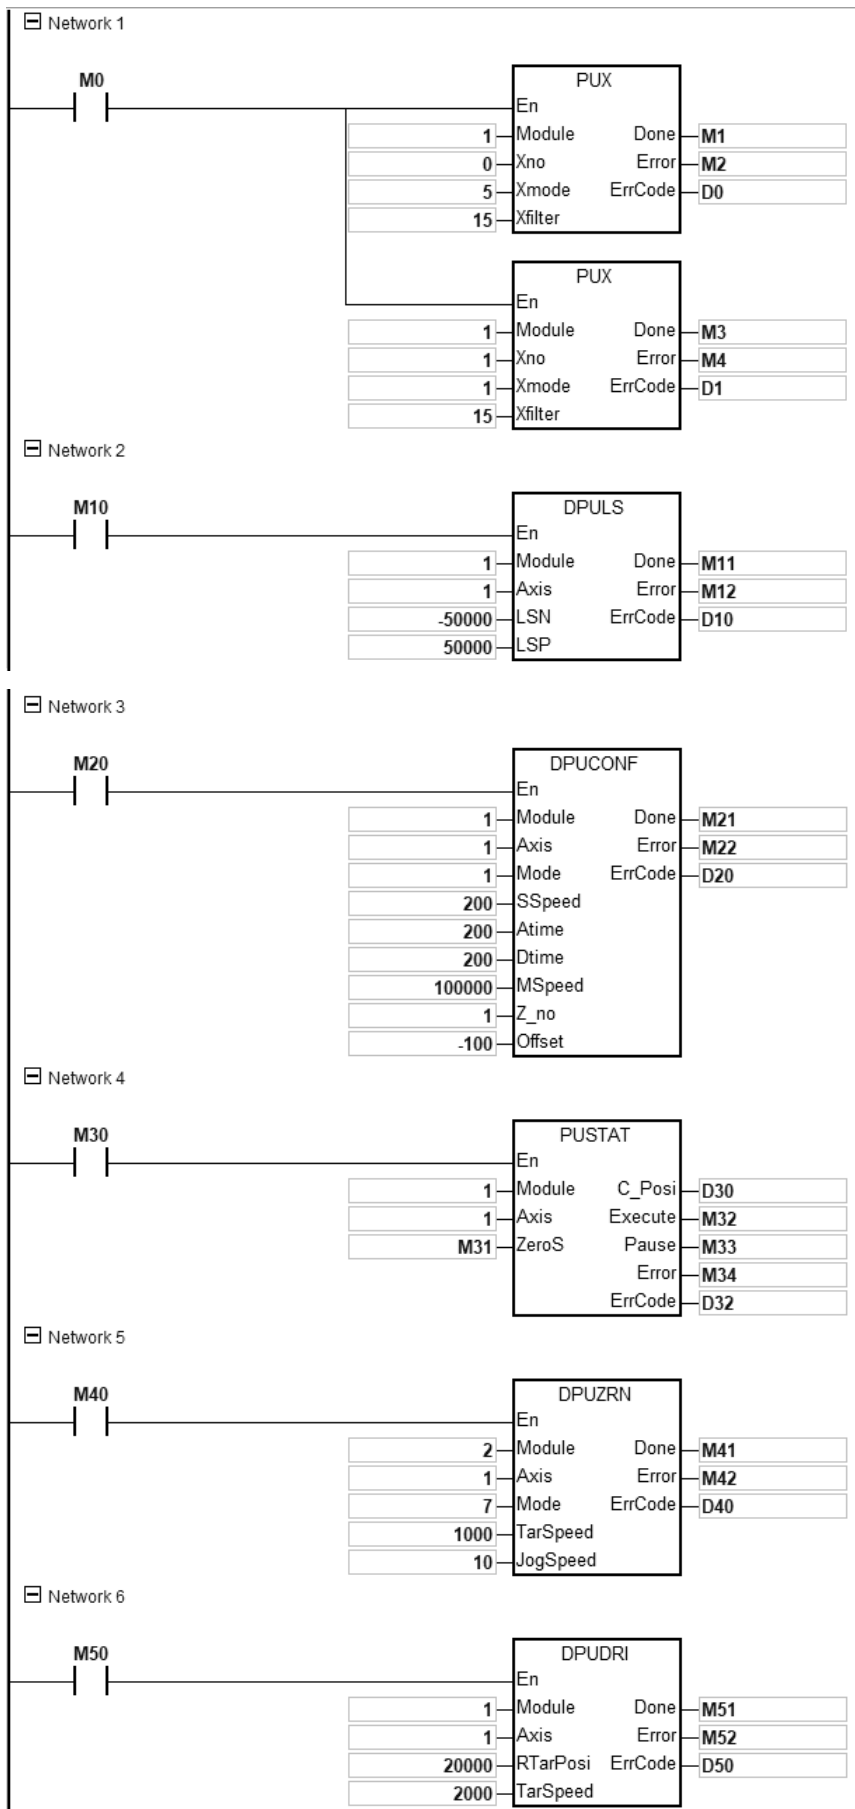 Network 1
M0
PUX
En
1 Module Done M1
0 Xno Error M2
5 Xmode ErrCode D0
15 Xfilter
PUX
En
1 Module Done M3
1 Xno Error M4
1 Xmode ErrCode D1
15 Xfilter
Network 2
M10
DPULS
En
1 Module Done M11
1 Axis Error M12
-50000 LSN ErrCode D10
50000 LSP
Network 3
M20
DPUCONF
En
1 Module Done M21
1 Axis Error M22
1 Mode ErrCode D20
200 SSpeed
200 Atime
200 Dtime
100000 MSpeed
1 Z_no
-100 Offset
Network 4
M30
PUSTAT
En
1 Module C_Posi D30
1 Axis Execute M32
M31 ZeroS Pause M33
Error M34
ErrCode D32
Network 5
M40
DPUZRN
En
2 Module Done M41
1 Axis Error M42
7 Mode ErrCode D40
1000 TarSpeed
10 JogSpeed
Network 6
M50
DPUDRI
En
1 Module Done M51
1 Axis Error M52
20000 RTarPosi ErrCode D50
2000 TarSpeed